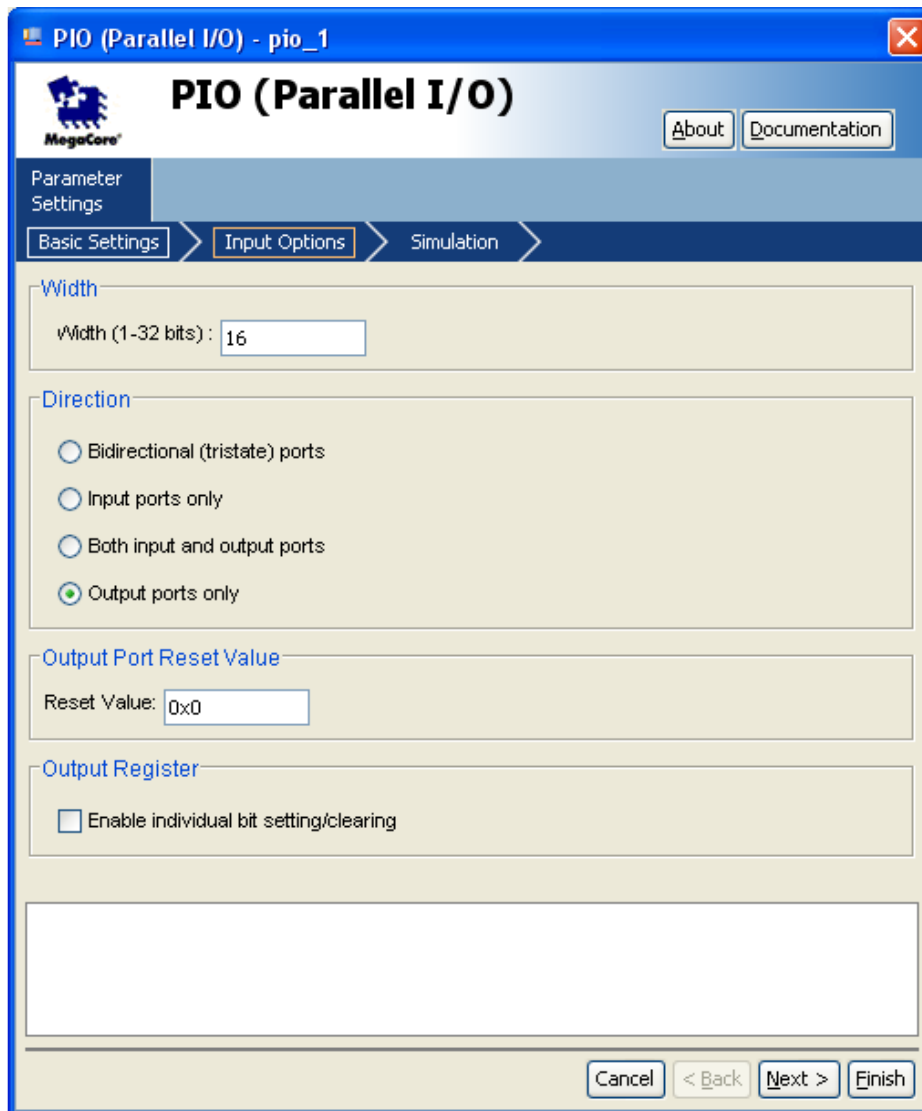 PIO (Parallel I/O) - pio_1
PIO (Parallel I/O)
MegaCore®
About
Documentation
Parameter
Settings
Basic Settings
Input Options
Simulation
Width
Width (1-32 bits) :
16
Direction
Bidirectional (tristate) ports
Input ports only
Both input and output ports
Output ports only
Output Port Reset Value
Reset Value:
0x0
Output Register
Enable individual bit setting/clearing
Cancel
< Back
Next >
Finish